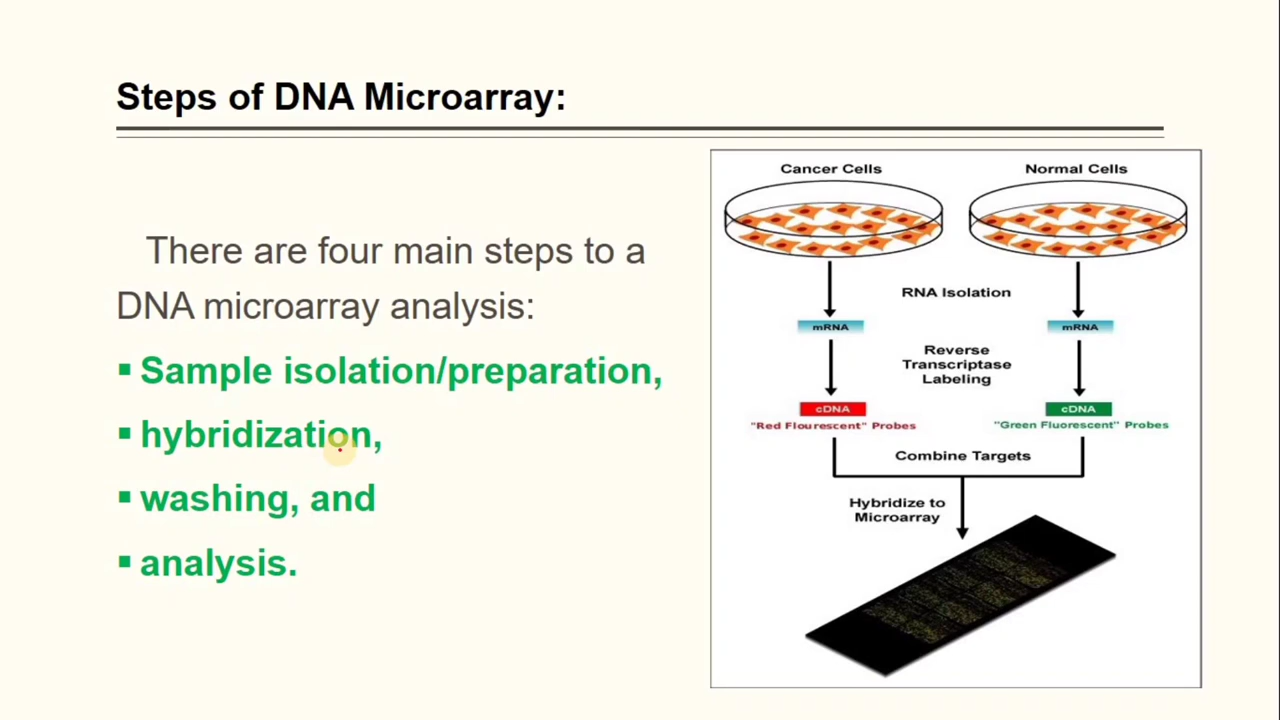 Steps of DNA Microarray:
There are four main steps to a
DNA microarray analysis:
▪ Sample isolation/preparation,
▪ hybridization,
▪ washing, and
▪ analysis.
Cancer Cells
Normal Cells
RNA Isolation
mRNA
mRNA
Reverse
Transcriptase
Labeling
cDNA
cDNA
"Red Flourescent" Probes
"Green Fluorescent" Probes
Combine Targets
Hybridize to
Microarray